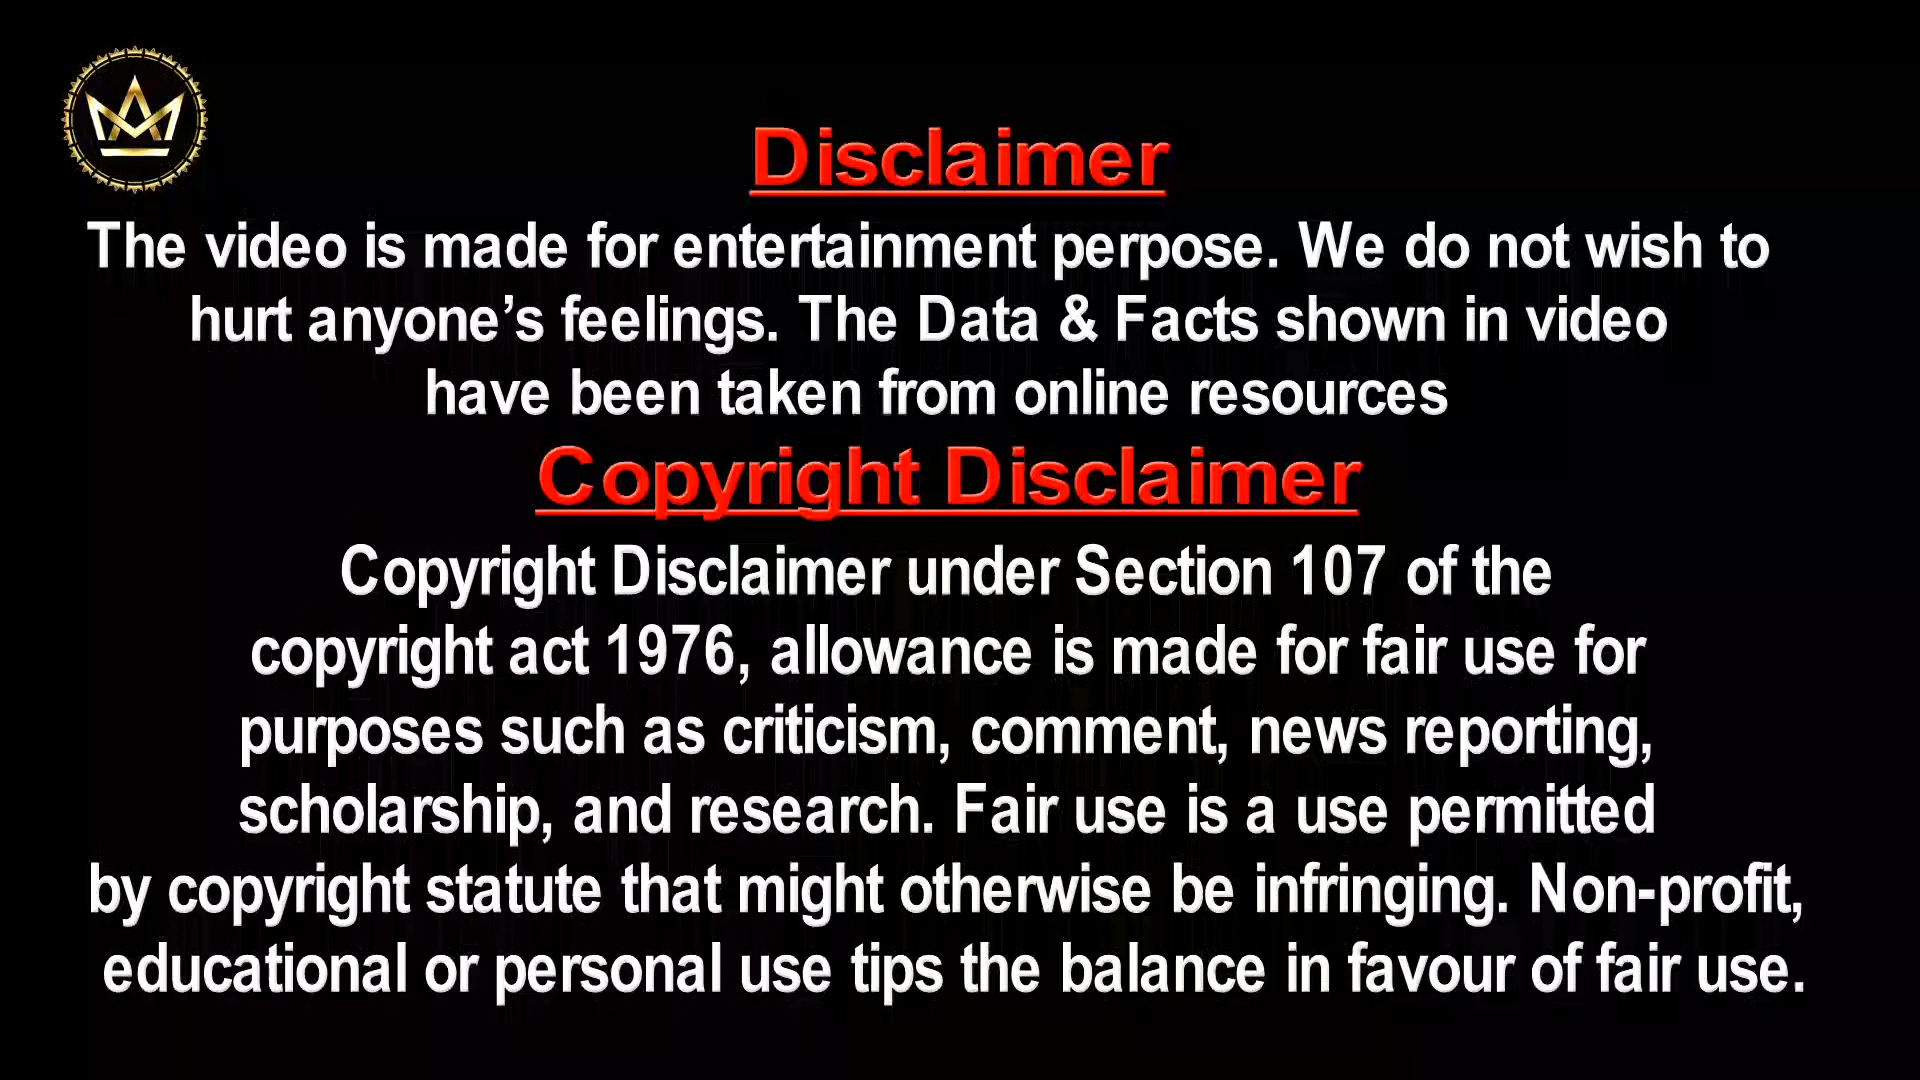 Disclaimer
The video is made for entertainment perpose. We do not wish to
hurt anyone’s feelings. The Data & Facts shown in video
have been taken from online resources
Copyright Disclaimer
Copyright Disclaimer under Section 107 of the
copyright act 1976, allowance is made for fair use for
purposes such as criticism, comment, news reporting,
scholarship, and research. Fair use is a use permitted
by copyright statute that might otherwise be infringing. Non-profit,
educational or personal use tips the balance in favour of fair use.